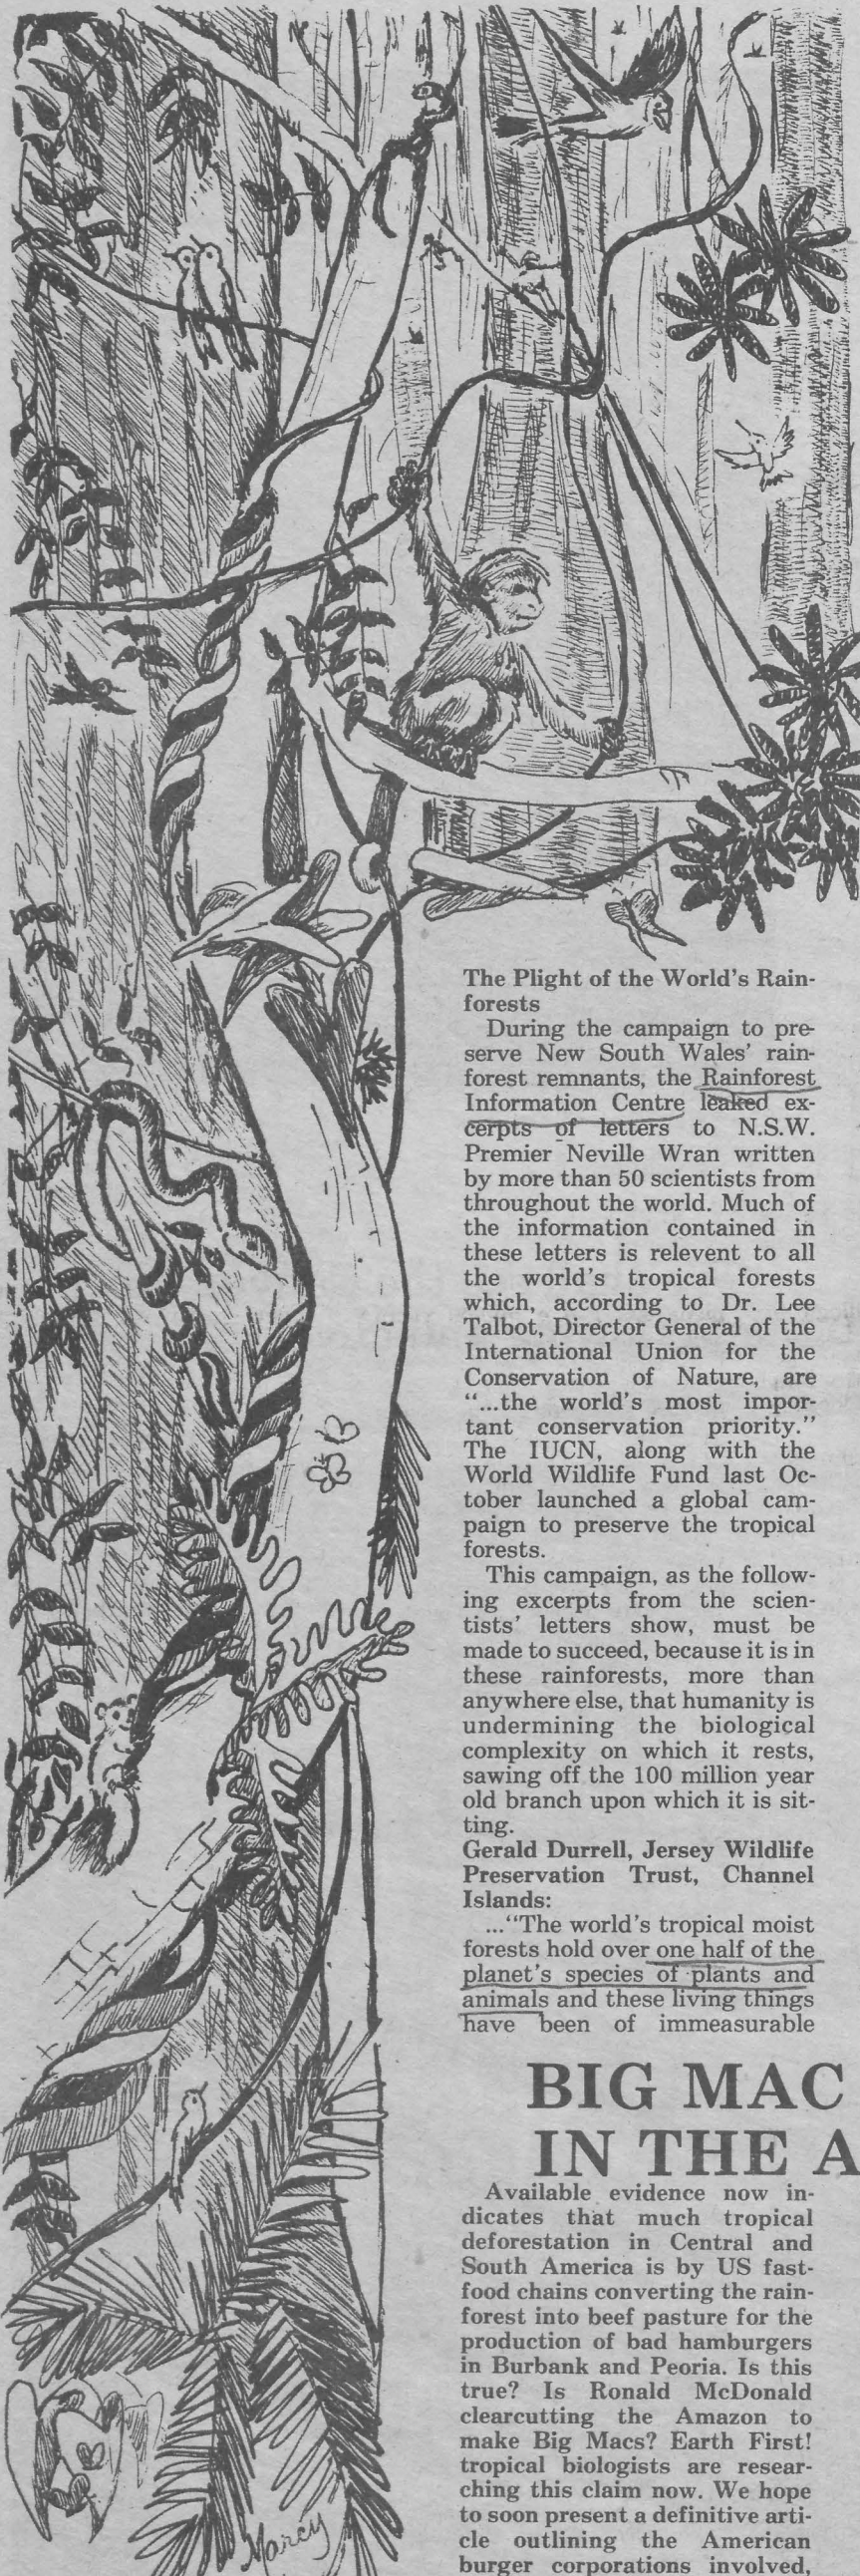 The Plight of the World's Rain-
forests
During the campaign to pre-
serve New South Wales' rain-
forest remnants, the Rainforest
Information Centre leaked ex-
cerpts of letters to N.S.W.
Premier Neville Wran written
by more than 50 scientists from
throughout the world. Much of
the information contained in
these letters is relevent to all
the world's tropical forests
which, according to Dr. Lee
Talbot, Director General of the
International Union for the
Conservation of Nature, are
"...the world's most impor-
tant conservation priority."
The IUCN, along with the
World Wildlife Fund last Oc-
tober launched a global cam-
paign to preserve the tropical
forests.
This campaign, as the follow-
ing excerpts from the scien-
tists' letters show, must be
made to succeed, because it is in
these rainforests, more than
anywhere else, that humanity is
undermining the biological
complexity on which it rests,
sawing off the 100 million year
old branch upon which it is sit-
ting.
Gerald Durrell, Jersey Wildlife
Preservation Trust, Channel
Islands:
..."The world's tropical moist
forests hold over one half of the
planet's species of plants and
animals and these living things
have been of immeasurable
BIG MAC
IN THE A
Available evidence now in-
dicates that much tropical
deforestation in Central and
South America is by US fast-
food chains converting the rain-
forest into beef pasture for the
production of bad hamburgers
in Burbank and Peoria. Is this
true? Is Ronald McDonald
clearcutting the Amazon to
make Big Macs? Earth First!
tropical biologists are resear-
ching this claim now. We hope
to soon present a definitive arti-
cle outlining the American
burger corporations involved,
Marcy